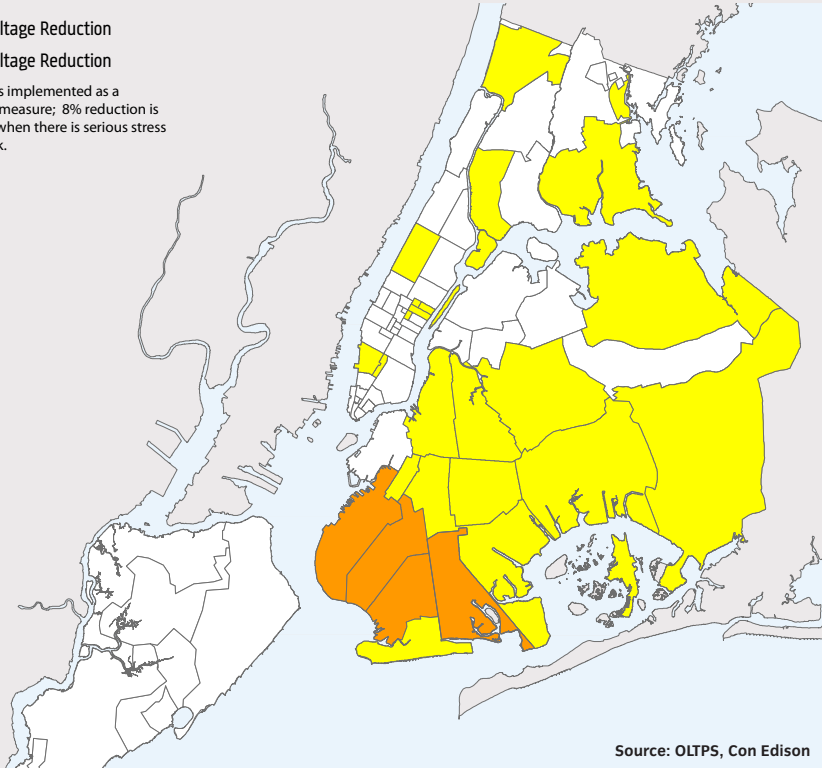 ltage Reduction
ltage Reduction
s implemented as a
measure; 8% reduction is
when there is serious stress
k.
Source: OLTPS, Con Edison